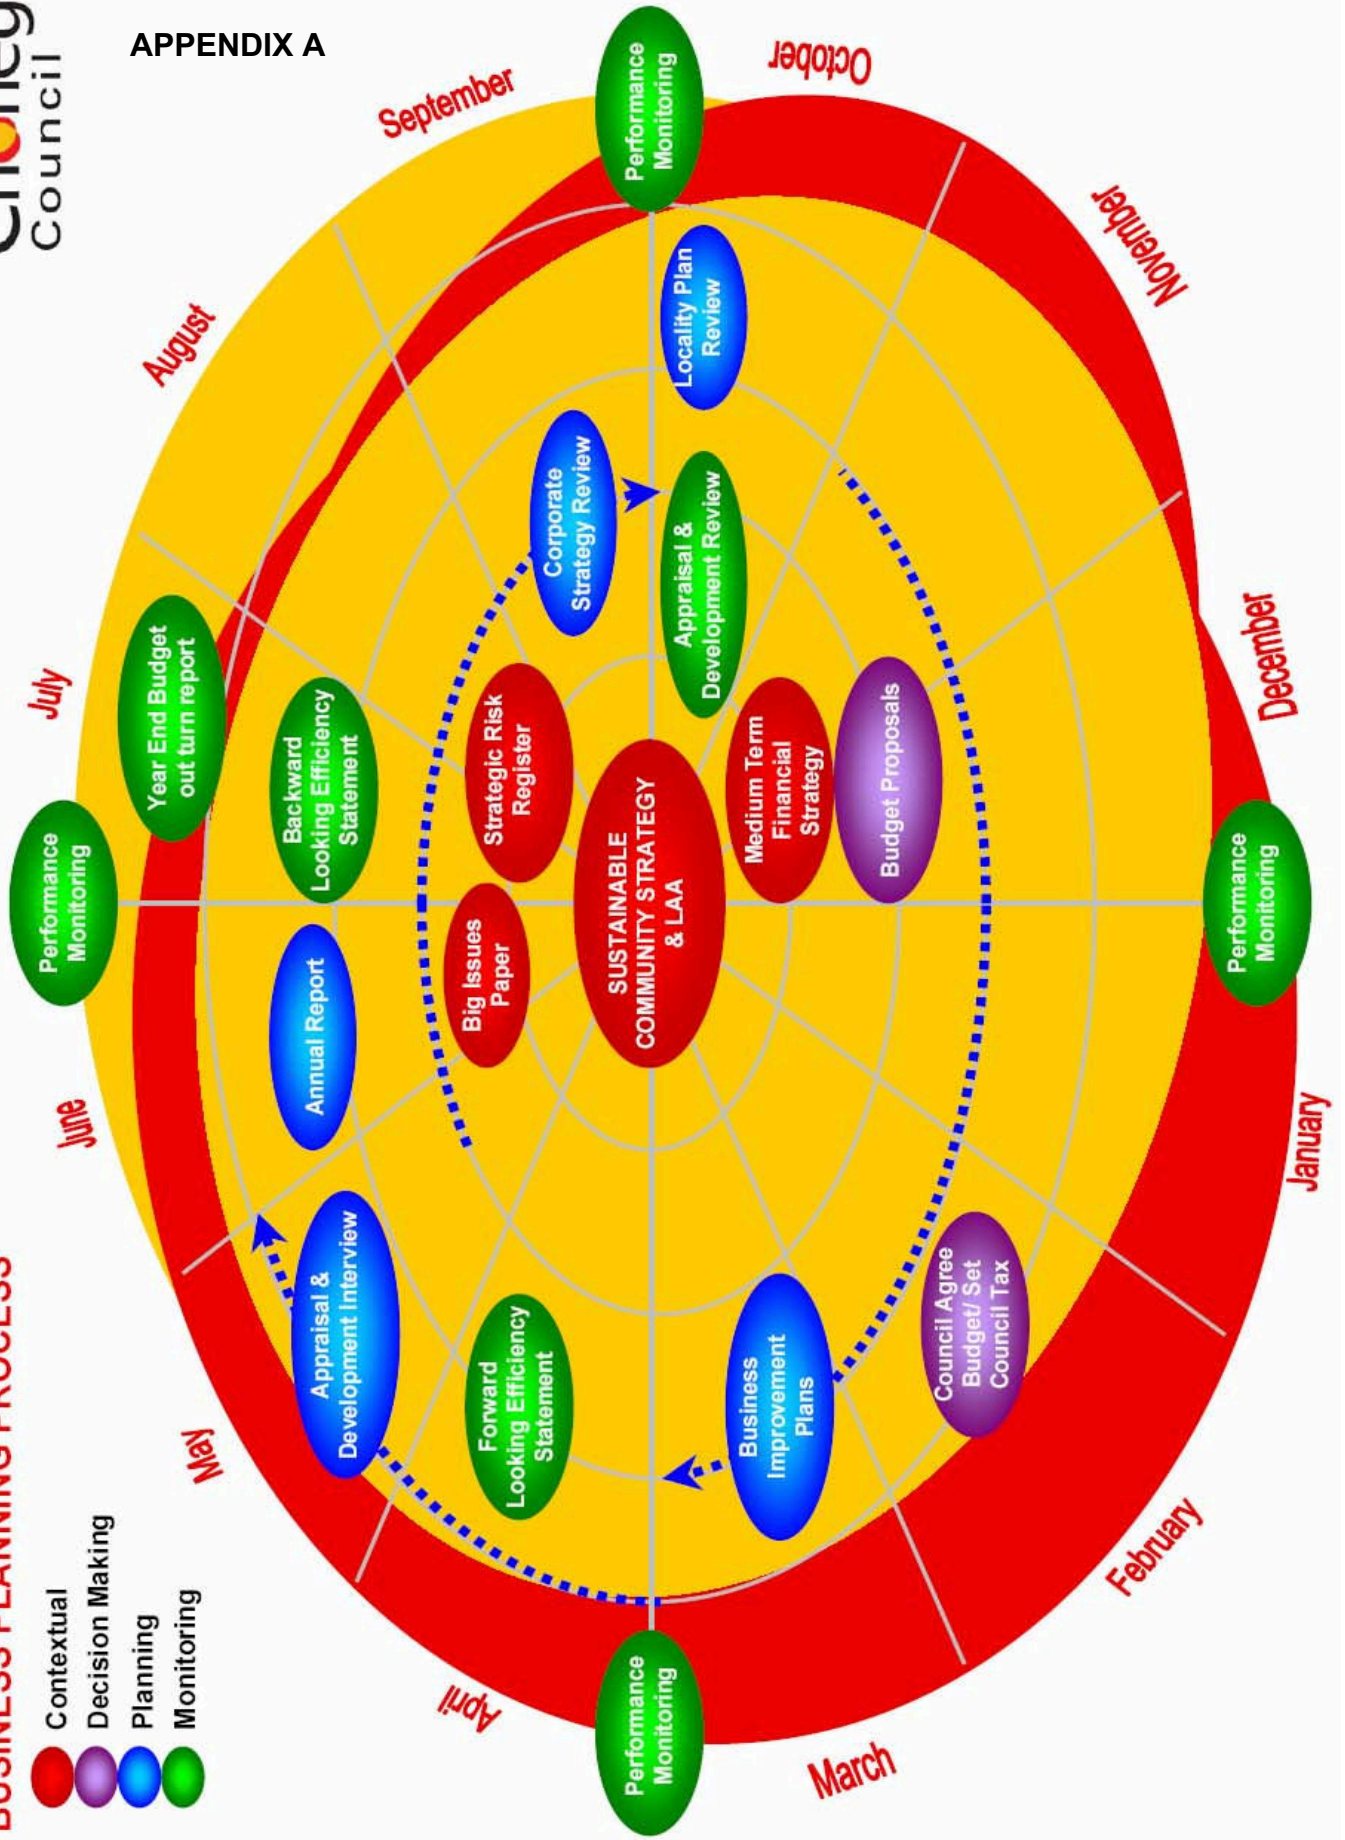 APPENDIX A
Council
BUSINESS PLANNING PROCESS
Contextual
Decision Making
Planning
Monitoring
Performance
Monitoring
July
Year End Budget
out turn report
August
September
Performance
Monitoring
October
November
December
Performance
Monitoring
January
February
March
Performance
Monitoring
April
May
June
Backward
Looking Efficiency
Statement
Annual Report
Appraisal &
Development Interview
Forward
Looking Efficiency
Statement
Big Issues
Paper
Strategic Risk
Register
Corporate
Strategy Review
Locality Plan
Review
Appraisal &
Development Review
SUSTAINABLE
COMMUNITY STRATEGY
& LAA
Medium Term
Financial
Strategy
Budget Proposals
Business
Improvement
Plans
Council Agree
Budget/ Set
Council Tax